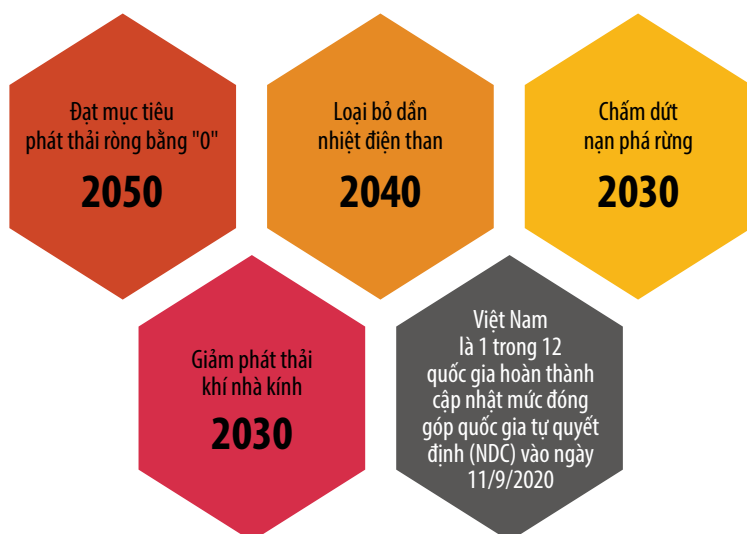 Đạt mục tiêu
phát thải ròng bằng "0"
2050
Loại bỏ dần
nhiệt điện than
2040
Chấm dứt
nạn phá rừng
2030
Giảm phát thải
khí nhà kính
2030
Việt Nam
là 1 trong 12
quốc gia hoàn thành
cập nhật mức đóng
góp quốc gia tự quyết
định (NDC) vào ngày
11/9/2020